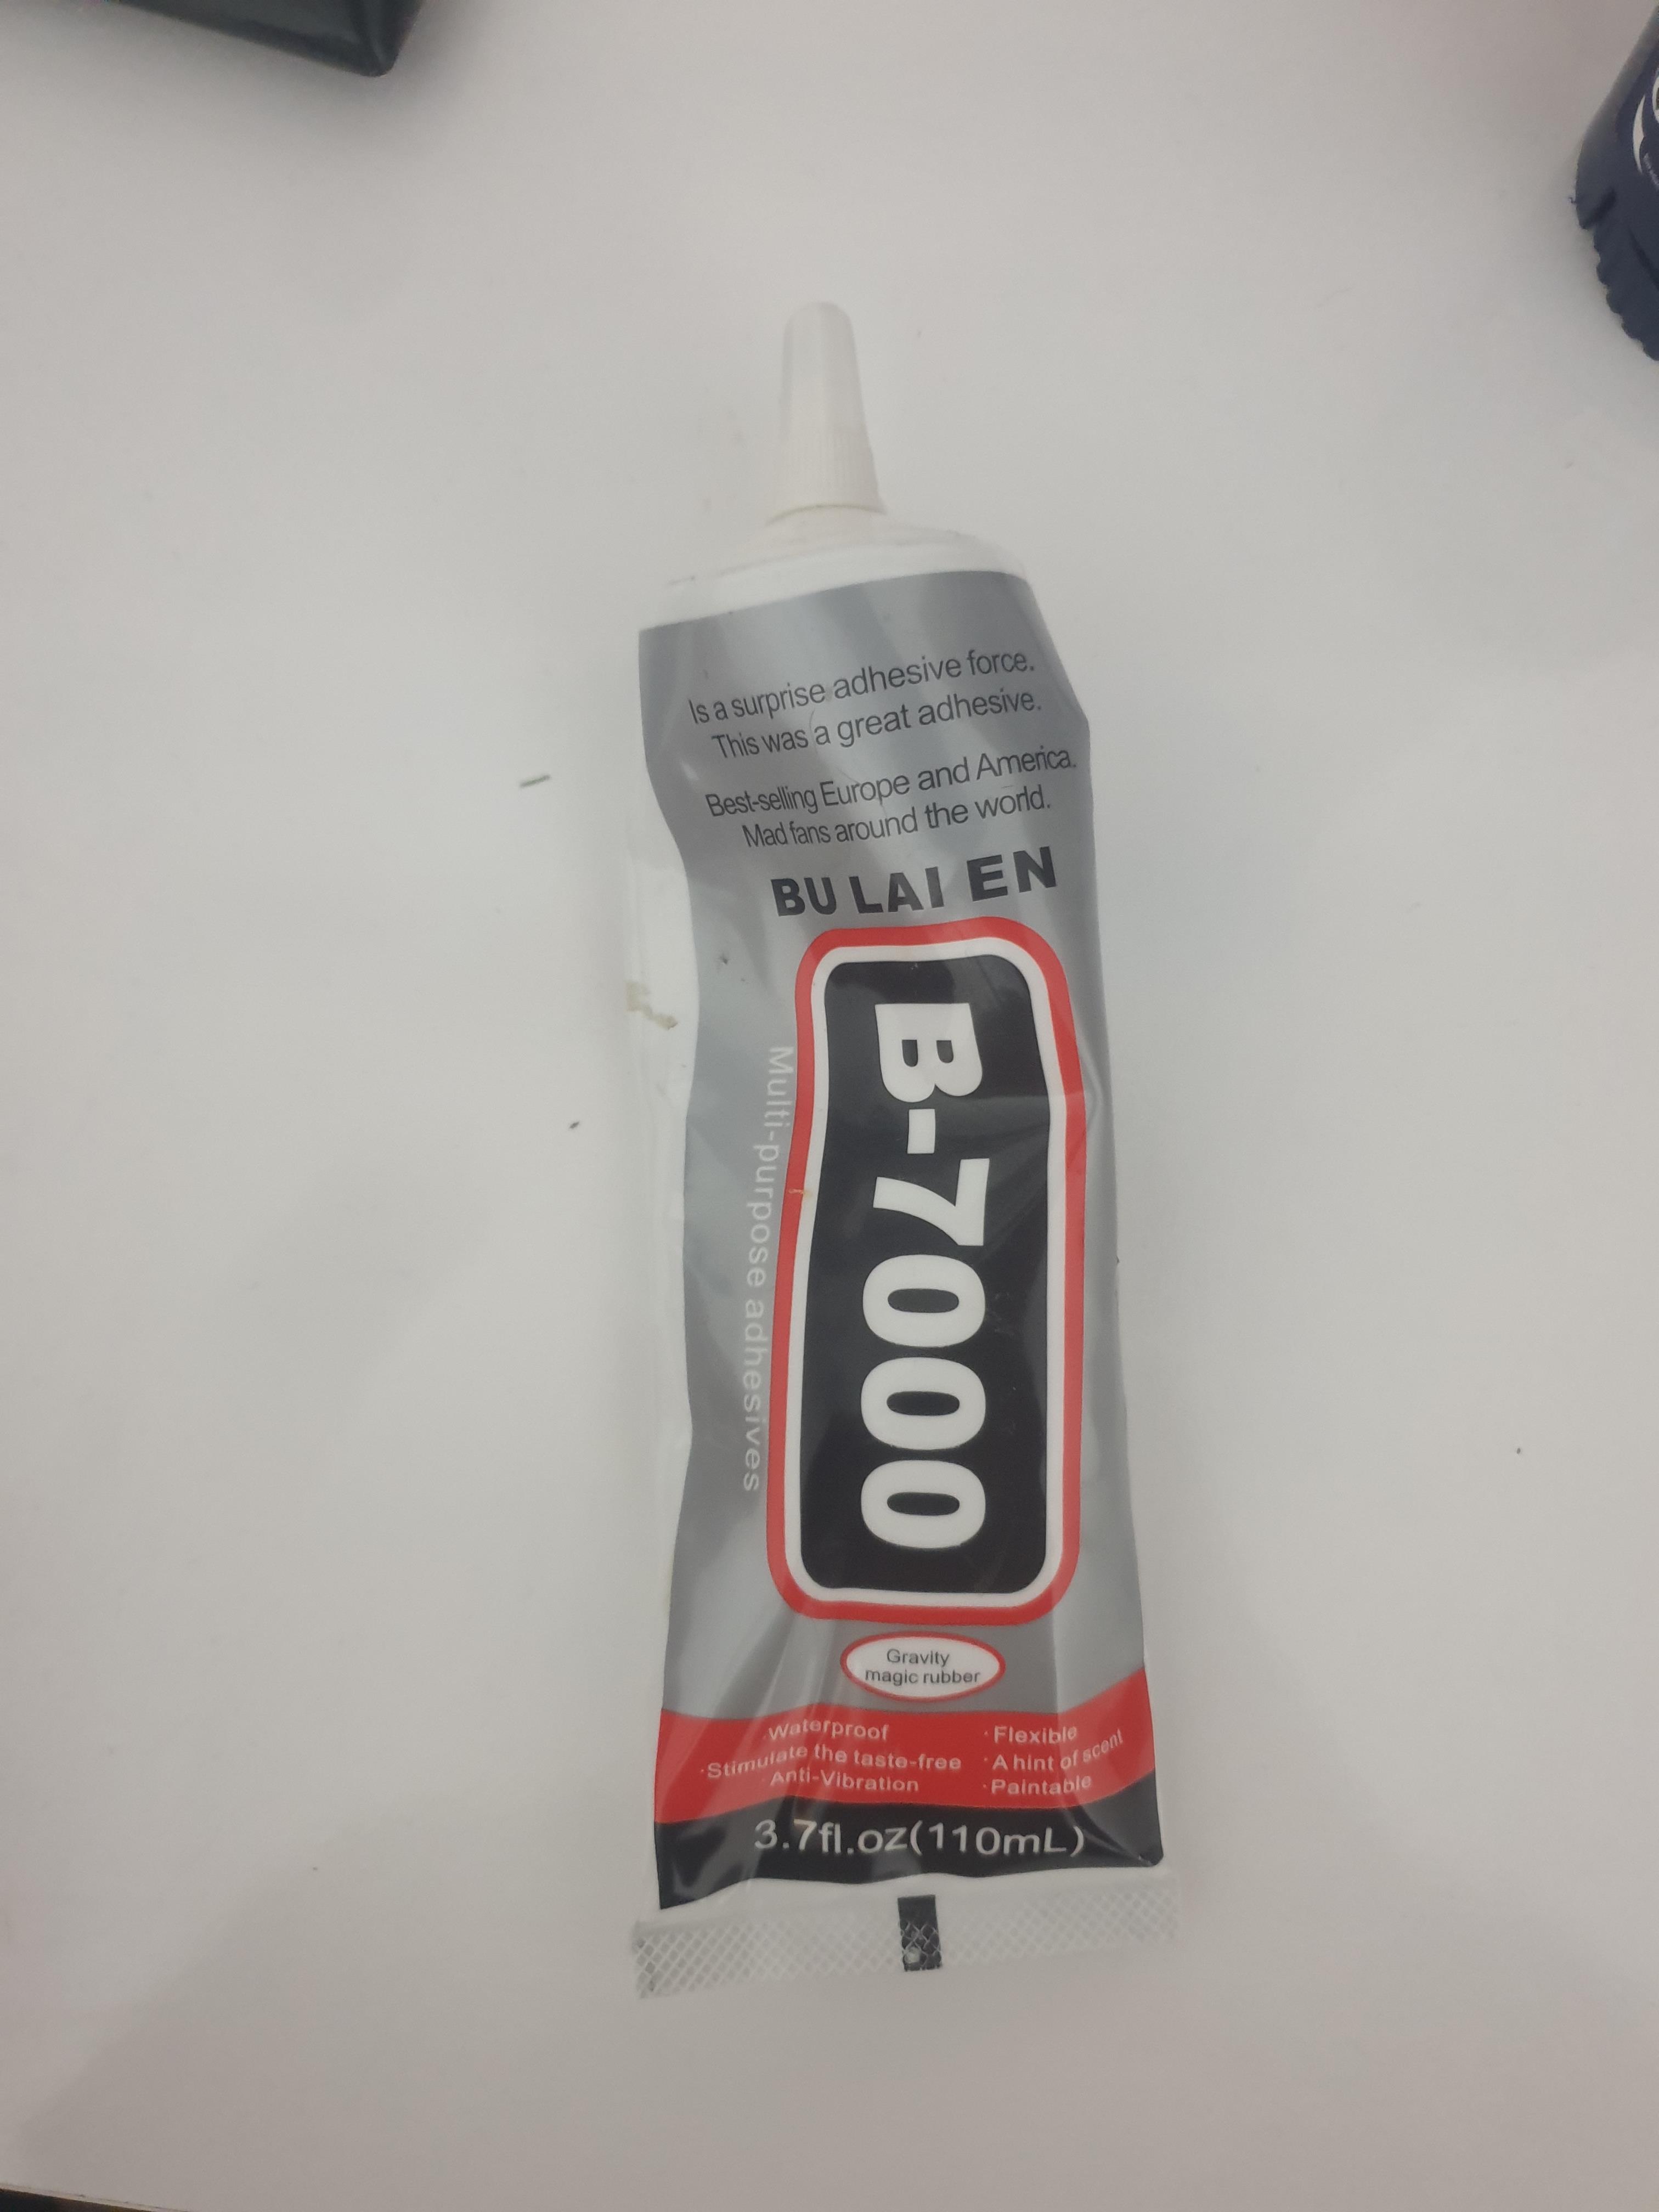 Is a surprise adhesive force.
This was a great adhesive.
Best-selling Europe and America.
Mad fans around the world.
BU LAI EN
B-7000
Multi-purpose adhesives
Gravity
magic rubber
Waterproof
·Stimulate the taste-free
·Anti-Vibration
·Flexible
·A hint of scent
·Paintable
3.7fl.oz(110mL)